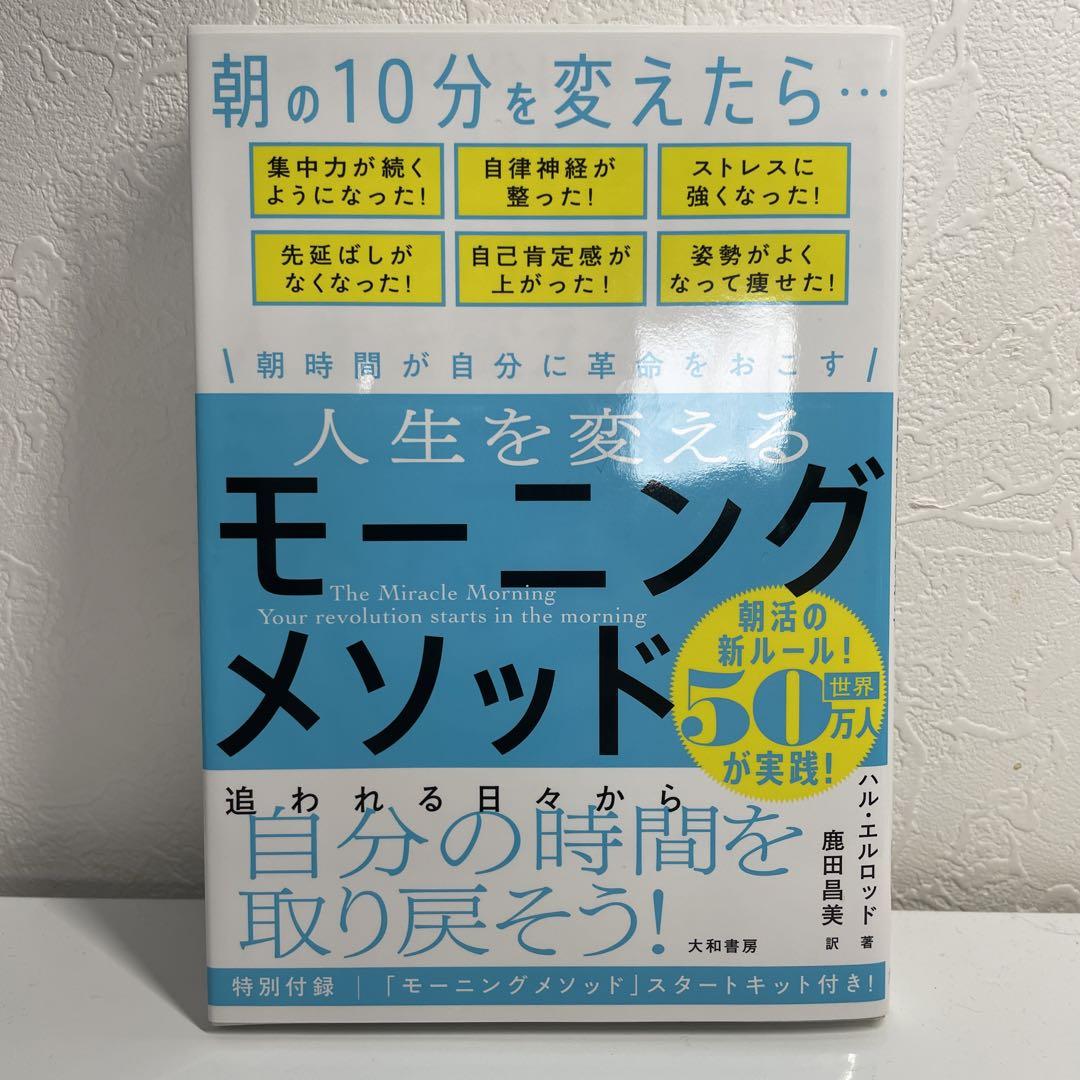 朝の10分を変えたら…
集中力が続く
ようになった!
自律神経が
整った!
ストレスに
強くなった!
先延ばしが
なくなった!
自己肯定感が
上がった!
姿勢がよく
なって痩せた!
\朝時間が自分に革命をおこす/
人生を変える
モーニング
The Miracle Morning
Your revolution starts in the morning
メソッド
朝活の
新ルール!
世界
50万人
が実践!
追われる日々から
自分の時間を
取り戻そう!
ハル・エルロッド 著
鹿田昌美 訳
大和書房
特別付録|「モーニングメソッド」スタートキット付き!